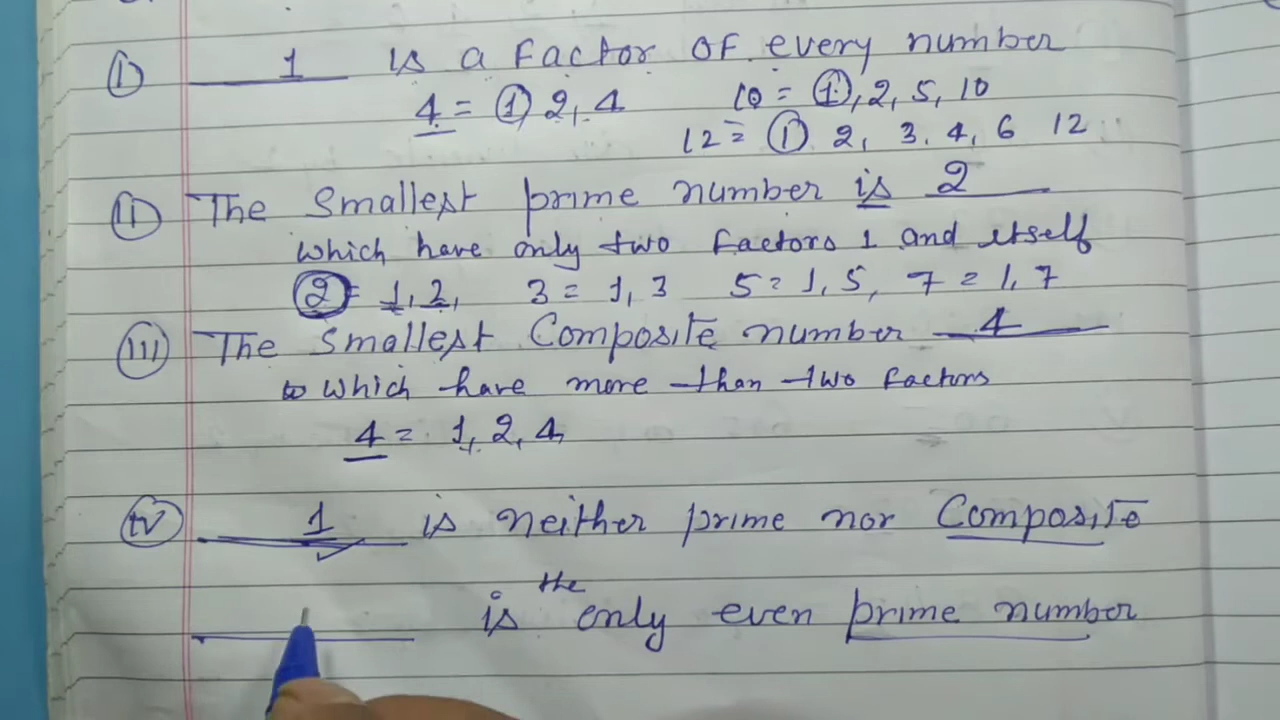 (i) 1 is a factor of every number
4 = 1, 2, 4 10 = 1, 2, 5, 10
12 = 1 2, 3. 4, 6 12
(ii) The smallest prime number is 2
which have only two factors 1 and itself
2 = 1, 2, 3 = 1, 3 5 = 1, 5, 7 = 1, 7
(iii) The smallest Composite number 4
which have more than two factors
4 = 1, 2, 4,
(iv) 1 is neither prime nor Composite
is the only even prime number